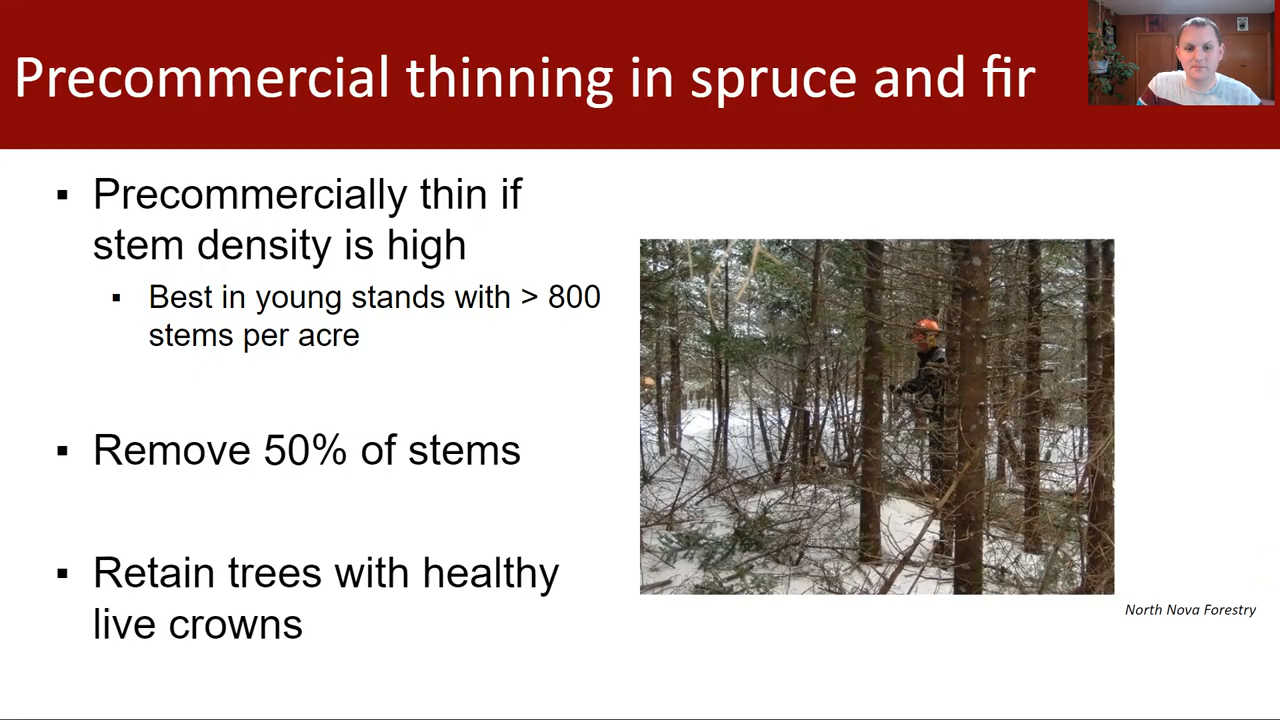 Precommercial thinning in spruce and fir
▪ Precommercially thin if
stem density is high
▪ Best in young stands with > 800
stems per acre
▪ Remove 50% of stems
▪ Retain trees with healthy
live crowns
North Nova Forestry